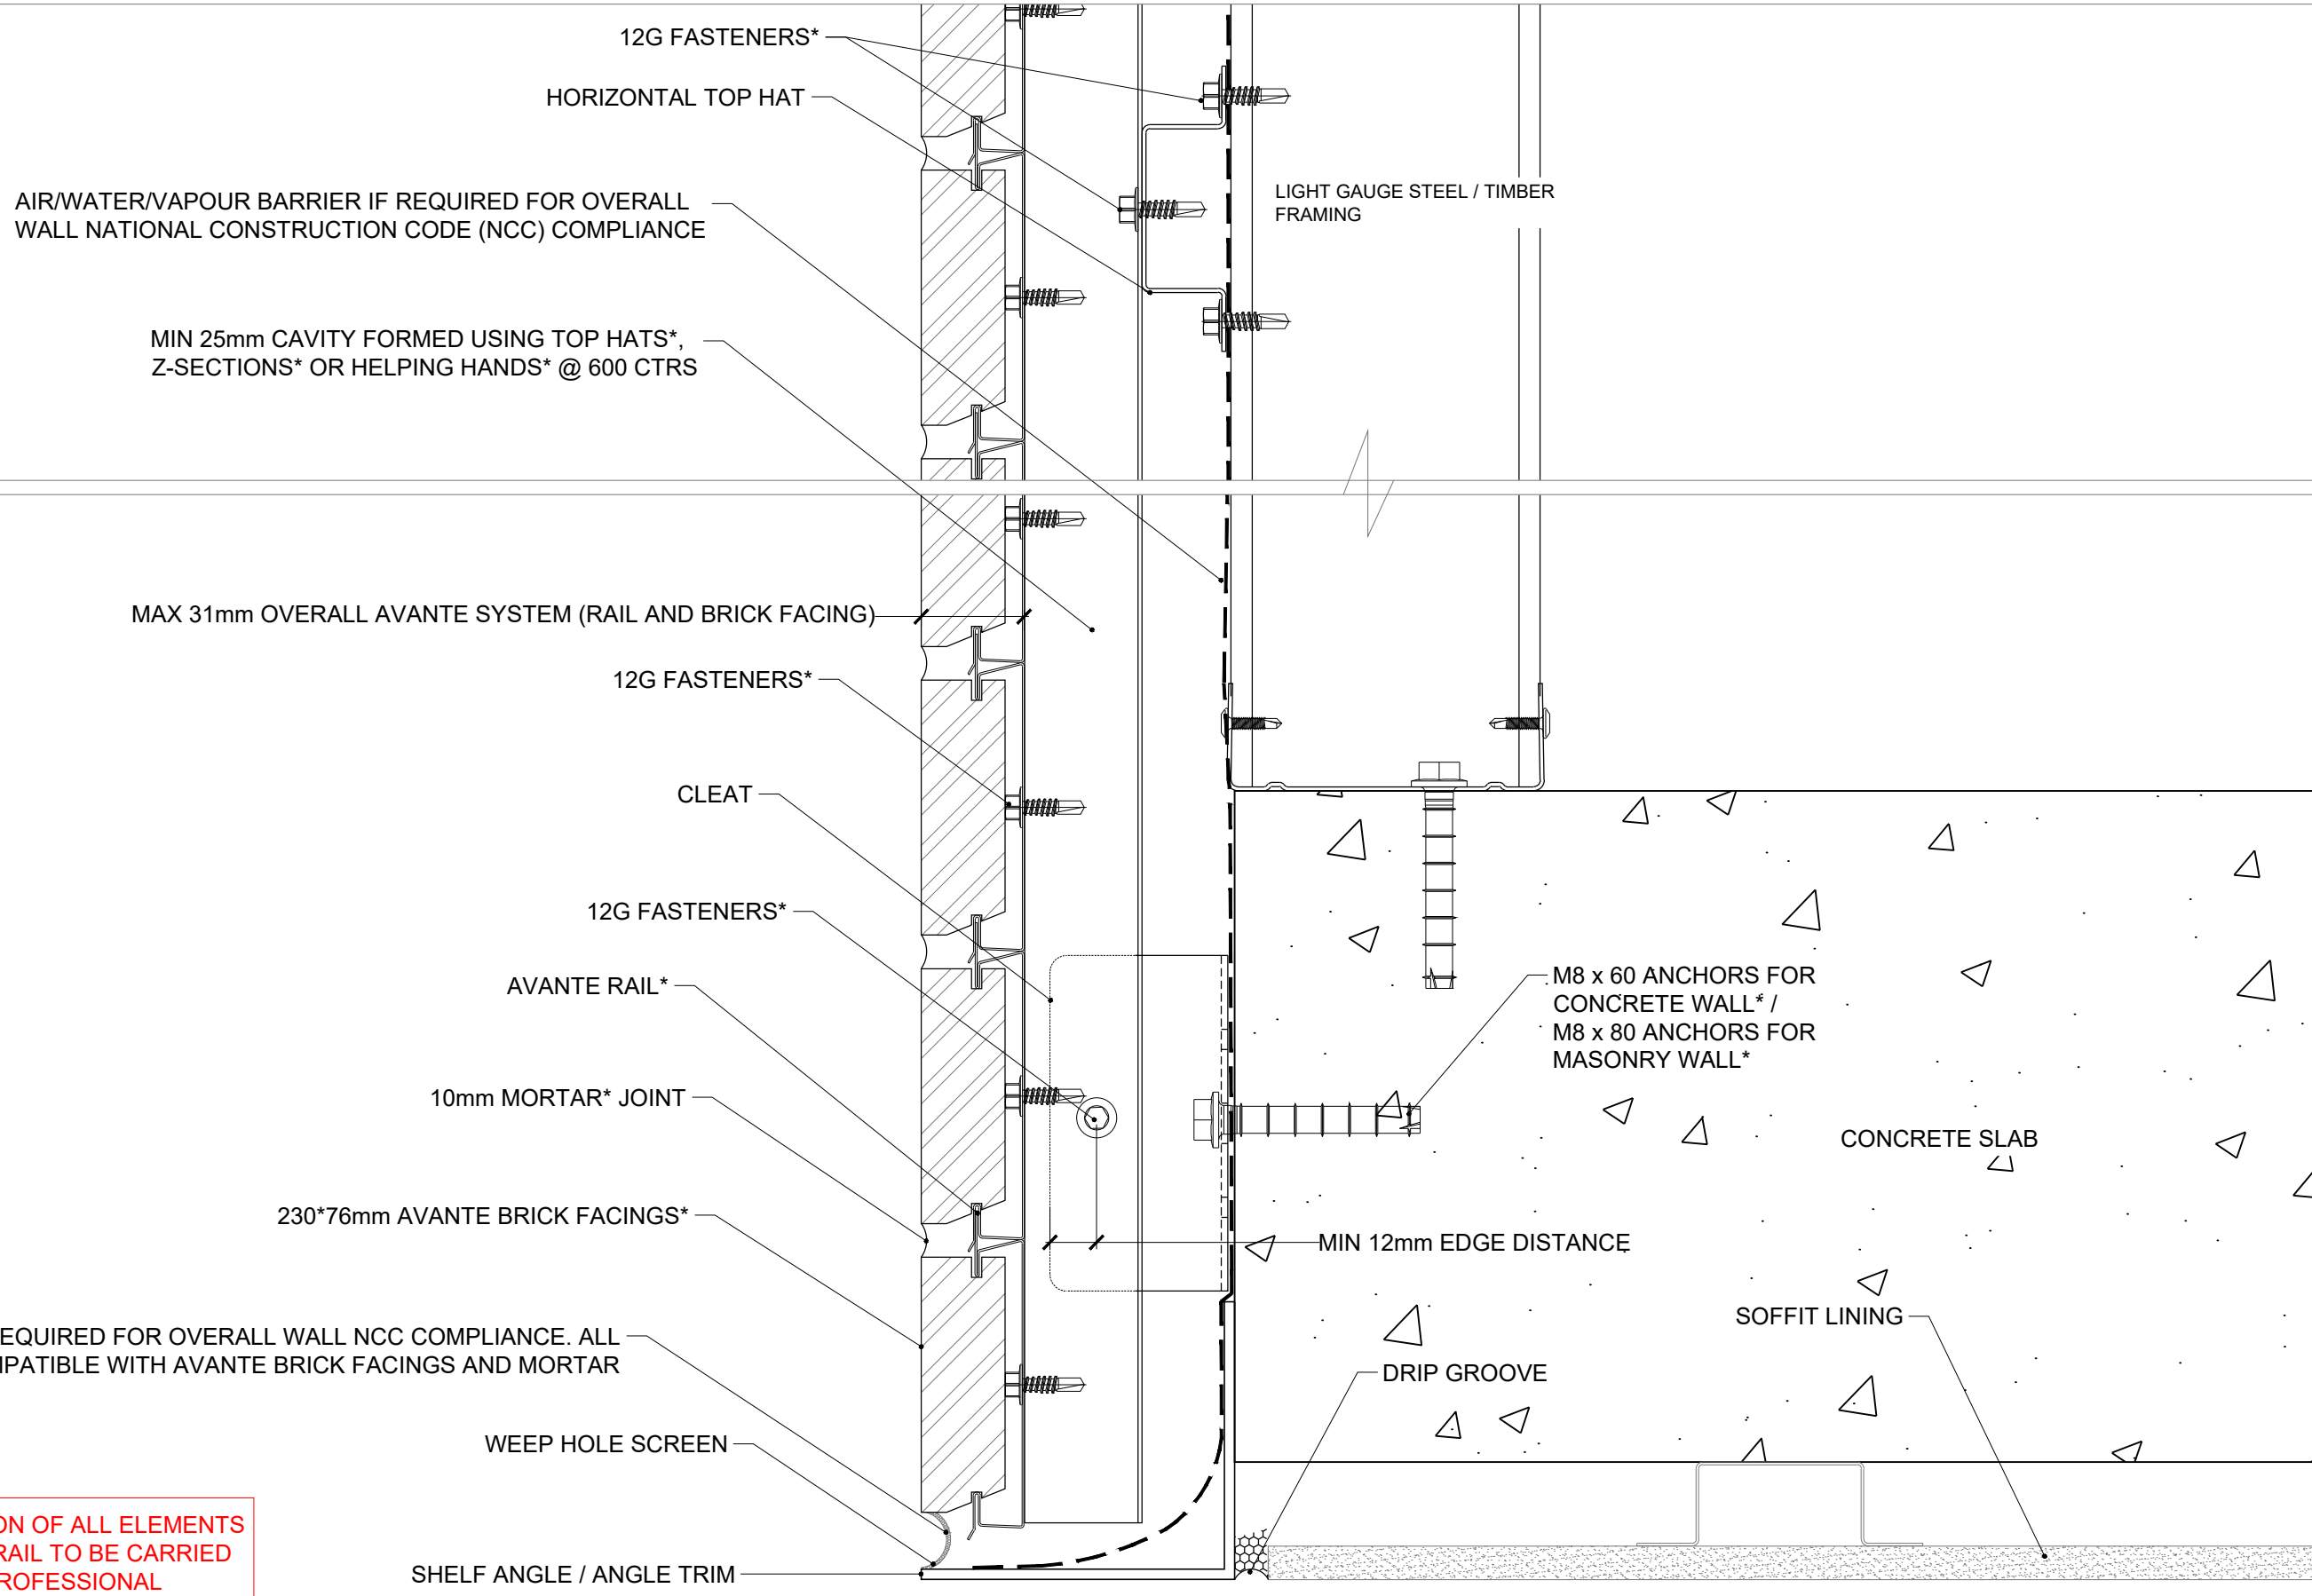 12G FASTENERS*
HORIZONTAL TOP HAT
AIR/WATER/VAPOUR BARRIER IF REQUIRED FOR OVERALL
WALL NATIONAL CONSTRUCTION CODE (NCC) COMPLIANCE
LIGHT GAUGE STEEL / TIMBER
FRAMING
MIN 25mm CAVITY FORMED USING TOP HATS*,
Z-SECTIONS* OR HELPING HANDS* @ 600 CTRS
MAX 31mm OVERALL AVANTE SYSTEM (RAIL AND BRICK FACING)
12G FASTENERS*
CLEAT
12G FASTENERS*
AVANTE RAIL*
M8 x 60 ANCHORS FOR
CONCRETE WALL* /
M8 x 80 ANCHORS FOR
MASONRY WALL*
10mm MORTAR* JOINT
CONCRETE SLAB
230*76mm AVANTE BRICK FACINGS*
MIN 12mm EDGE DISTANCE
SOFFIT LINING
EQUIRED FOR OVERALL WALL NCC COMPLIANCE. ALL
MPATIBLE WITH AVANTE BRICK FACINGS AND MORTAR
DRIP GROOVE
WEEP HOLE SCREEN
ON OF ALL ELEMENTS
RAIL TO BE CARRIED
ROFESSIONAL
SHELF ANGLE / ANGLE TRIM